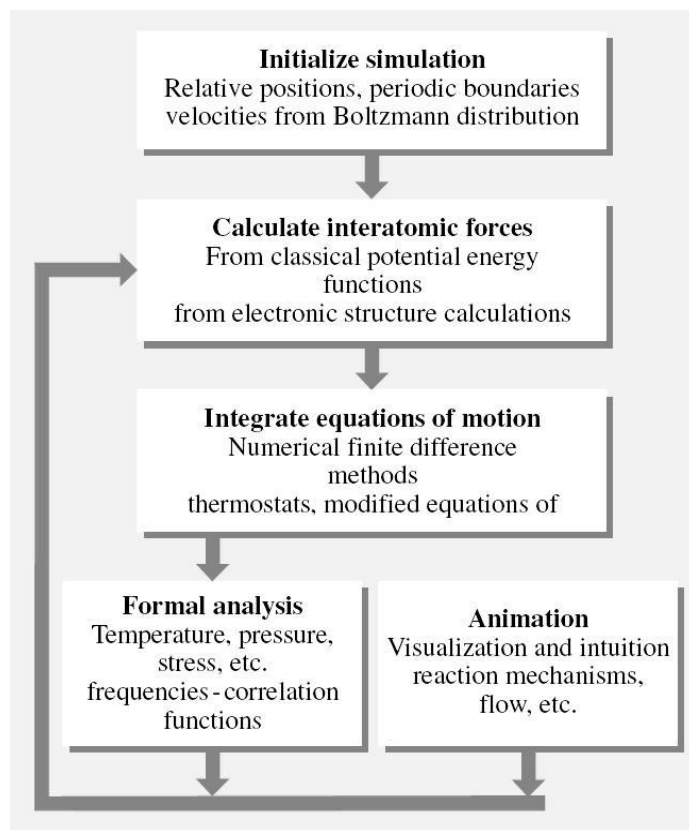 Initialize simulation
Relative positions, periodic boundaries
velocities from Boltzmann distribution
Calculate interatomic forces
From classical potential energy
functions
from electronic structure calculations
Integrate equations of motion
Numerical finite difference
methods
thermostats, modified equations of
Formal analysis
Temperature, pressure,
stress, etc.
frequencies - correlation
functions
Animation
Visualization and intuition
reaction mechanisms,
flow, etc.